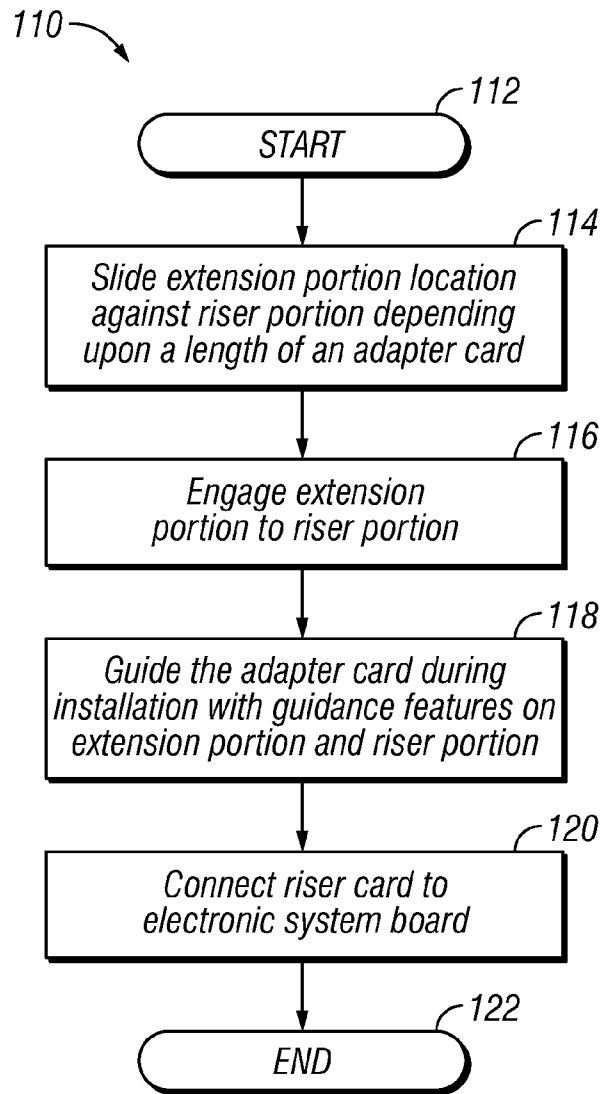 110
112
START
114
Slide extension portion location
against riser portion depending
upon a length of an adapter card
116
Engage extension
portion to riser portion
118
Guide the adapter card during
installation with guidance features on
extension portion and riser portion
120
Connect riser card to
electronic system board
122
END